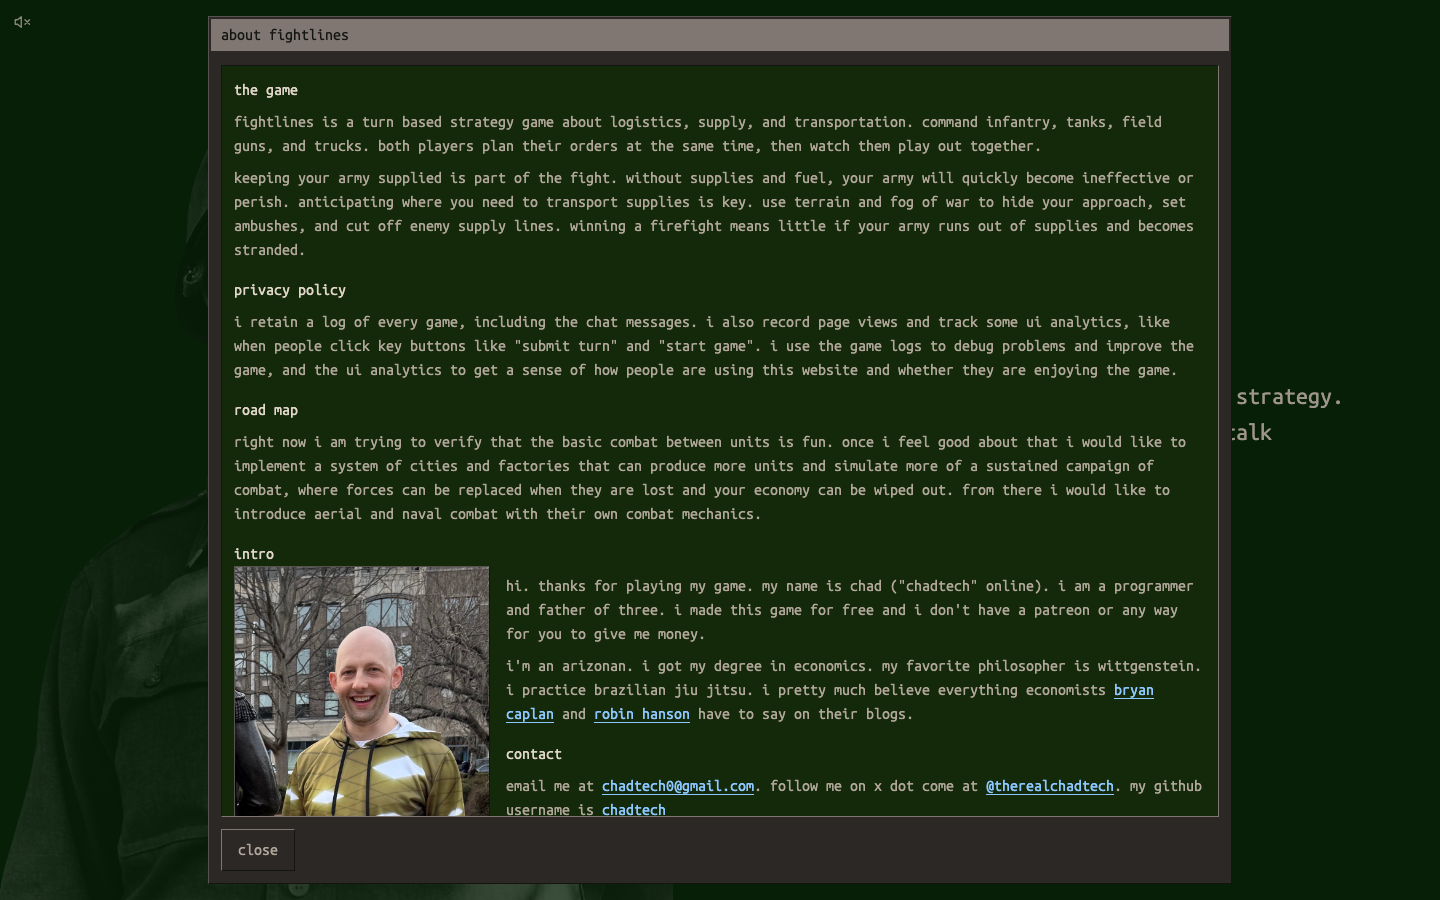 about fightlines
the game
fightlines is a turn based strategy game about logistics, supply, and transportation. command infantry, tanks, field
guns, and trucks. both players plan their orders at the same time, then watch them play out together.
keeping your army supplied is part of the fight. without supplies and fuel, your army will quickly become ineffective or
perish. anticipating where you need to transport supplies is key. use terrain and fog of war to hide your approach, set
ambushes, and cut off enemy supply lines. winning a firefight means little if your army runs out of supplies and becomes
stranded.
privacy policy
i retain a log of every game, including the chat messages. i also record page views and track some ui analytics, like
when people click key buttons like "submit turn" and "start game". i use the game logs to debug problems and improve the
game, and the ui analytics to get a sense of how people are using this website and whether they are enjoying the game.
road map
right now i am trying to verify that the basic combat between units is fun. once i feel good about that i would like to
implement a system of cities and factories that can produce more units and simulate more of a sustained campaign of
combat, where forces can be replaced when they are lost and your economy can be wiped out. from there i would like to
introduce aerial and naval combat with their own combat mechanics.
intro
hi. thanks for playing my game. my name is chad ("chadtech" online). i am a programmer
and father of three. i made this game for free and i don't have a patreon or any way
for you to give me money.
i'm an arizonan. i got my degree in economics. my favorite philosopher is wittgenstein.
i practice brazilian jiu jitsu. i pretty much believe everything economists bryan
caplan and robin hanson have to say on their blogs.
contact
email me at chadtech0@gmail.com. follow me on x dot come at @therealchadtech. my github
username is chadtech
close
strategy.
talk